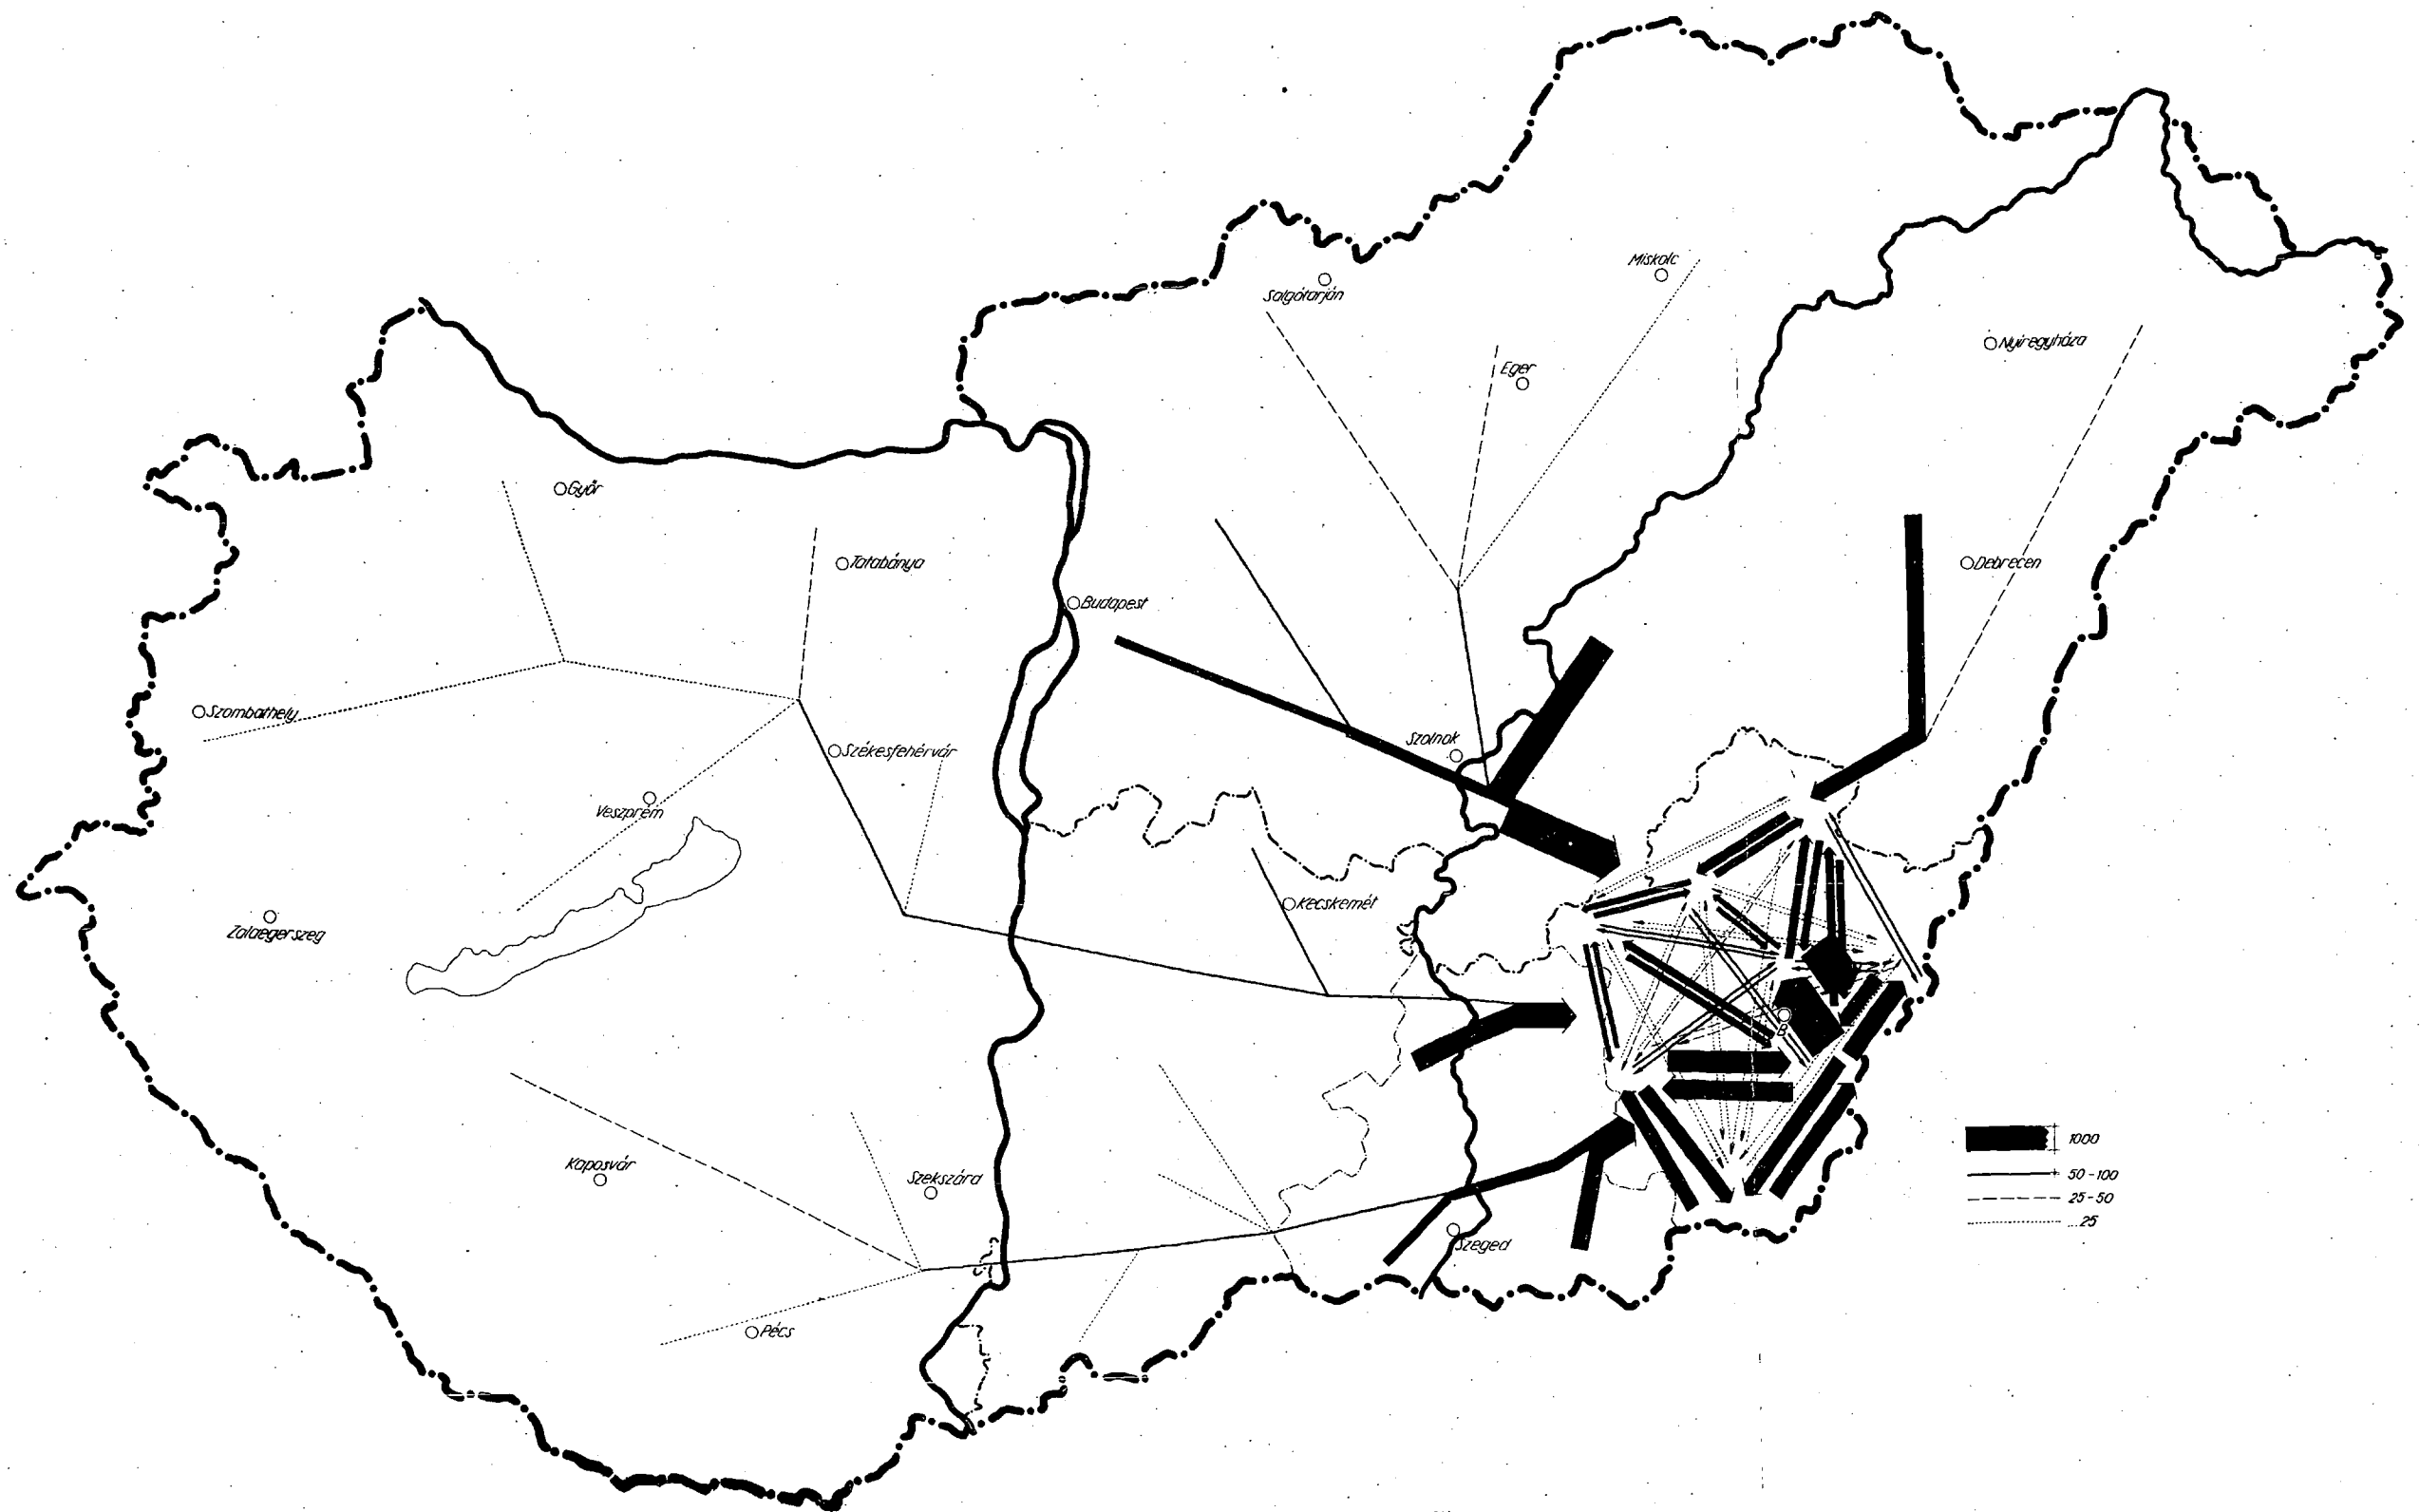 Miskolc
Salgótarján
Nyíregyháza
Eger
Győr
Tatabánya
Debrecen
Budapest
Szombathely
Szolnok
Székesfehérvár
Veszprém
Kecskemét
Zalaegerszeg
B
1000
50-100
25-50
...25
Kaposvár
Szekszárd
Szeged
Pécs